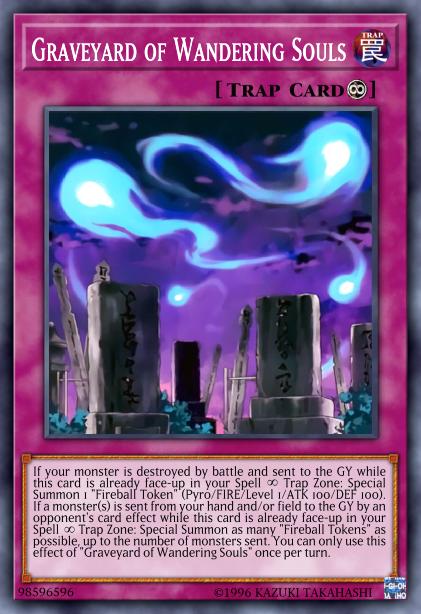 Graveyard of Wandering Souls
TRAP
罠
[Trap Card∞]
If your monster is destroyed by battle and sent to the GY while
this card is already face-up in your Spell ∞ Trap Zone: Special
Summon 1 "Fireball Token" (Pyro/FIRE/Level 1/ATK 100/DEF 100).
If a monster(s) is sent from your hand and/or field to the GY by an
opponent's card effect while this card is already face-up in your
Spell ∞ Trap Zone: Special Summon as many "Fireball Tokens" as
possible, up to the number of monsters sent. You can only use this
effect of "Graveyard of Wandering Souls" once per turn.
98596596
©1996 KAZUKI TAKAHASHI